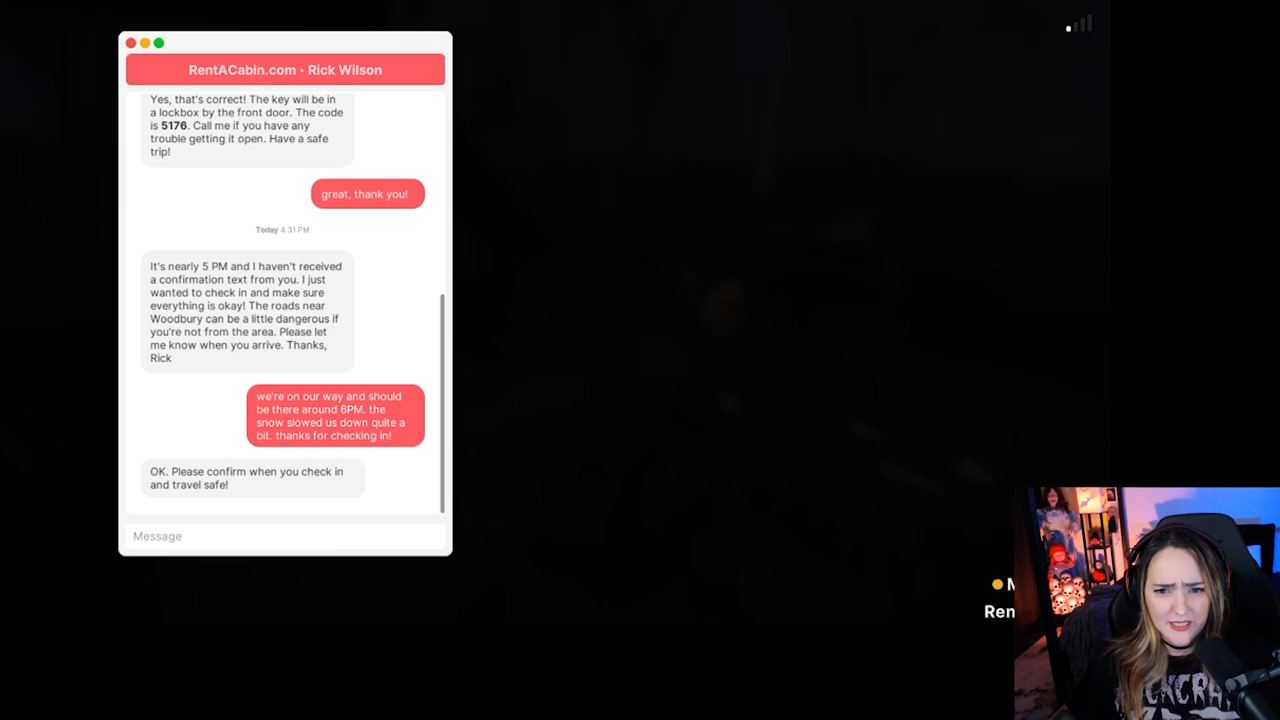 RentACabin.com ▸ Rick Wilson
Yes, that's correct! The key will be in
a lockbox by the front door. The code
is 5176. Call me if you have any
trouble getting it open. Have a safe
trip!
great, thank you!
Today 4:31 PM
It's nearly 5 PM and I haven't received
a confirmation text from you. I just
wanted to check in and make sure
everything is okay! The roads near
Woodbury can be a little dangerous if
you're not from the area. Please let
me know when you arrive. Thanks,
Rick
we're on our way and should
be there around 6PM. the
snow slowed us down quite a
bit. thanks for checking in!
OK. Please confirm when you check in
and travel safe!
Message
Ren